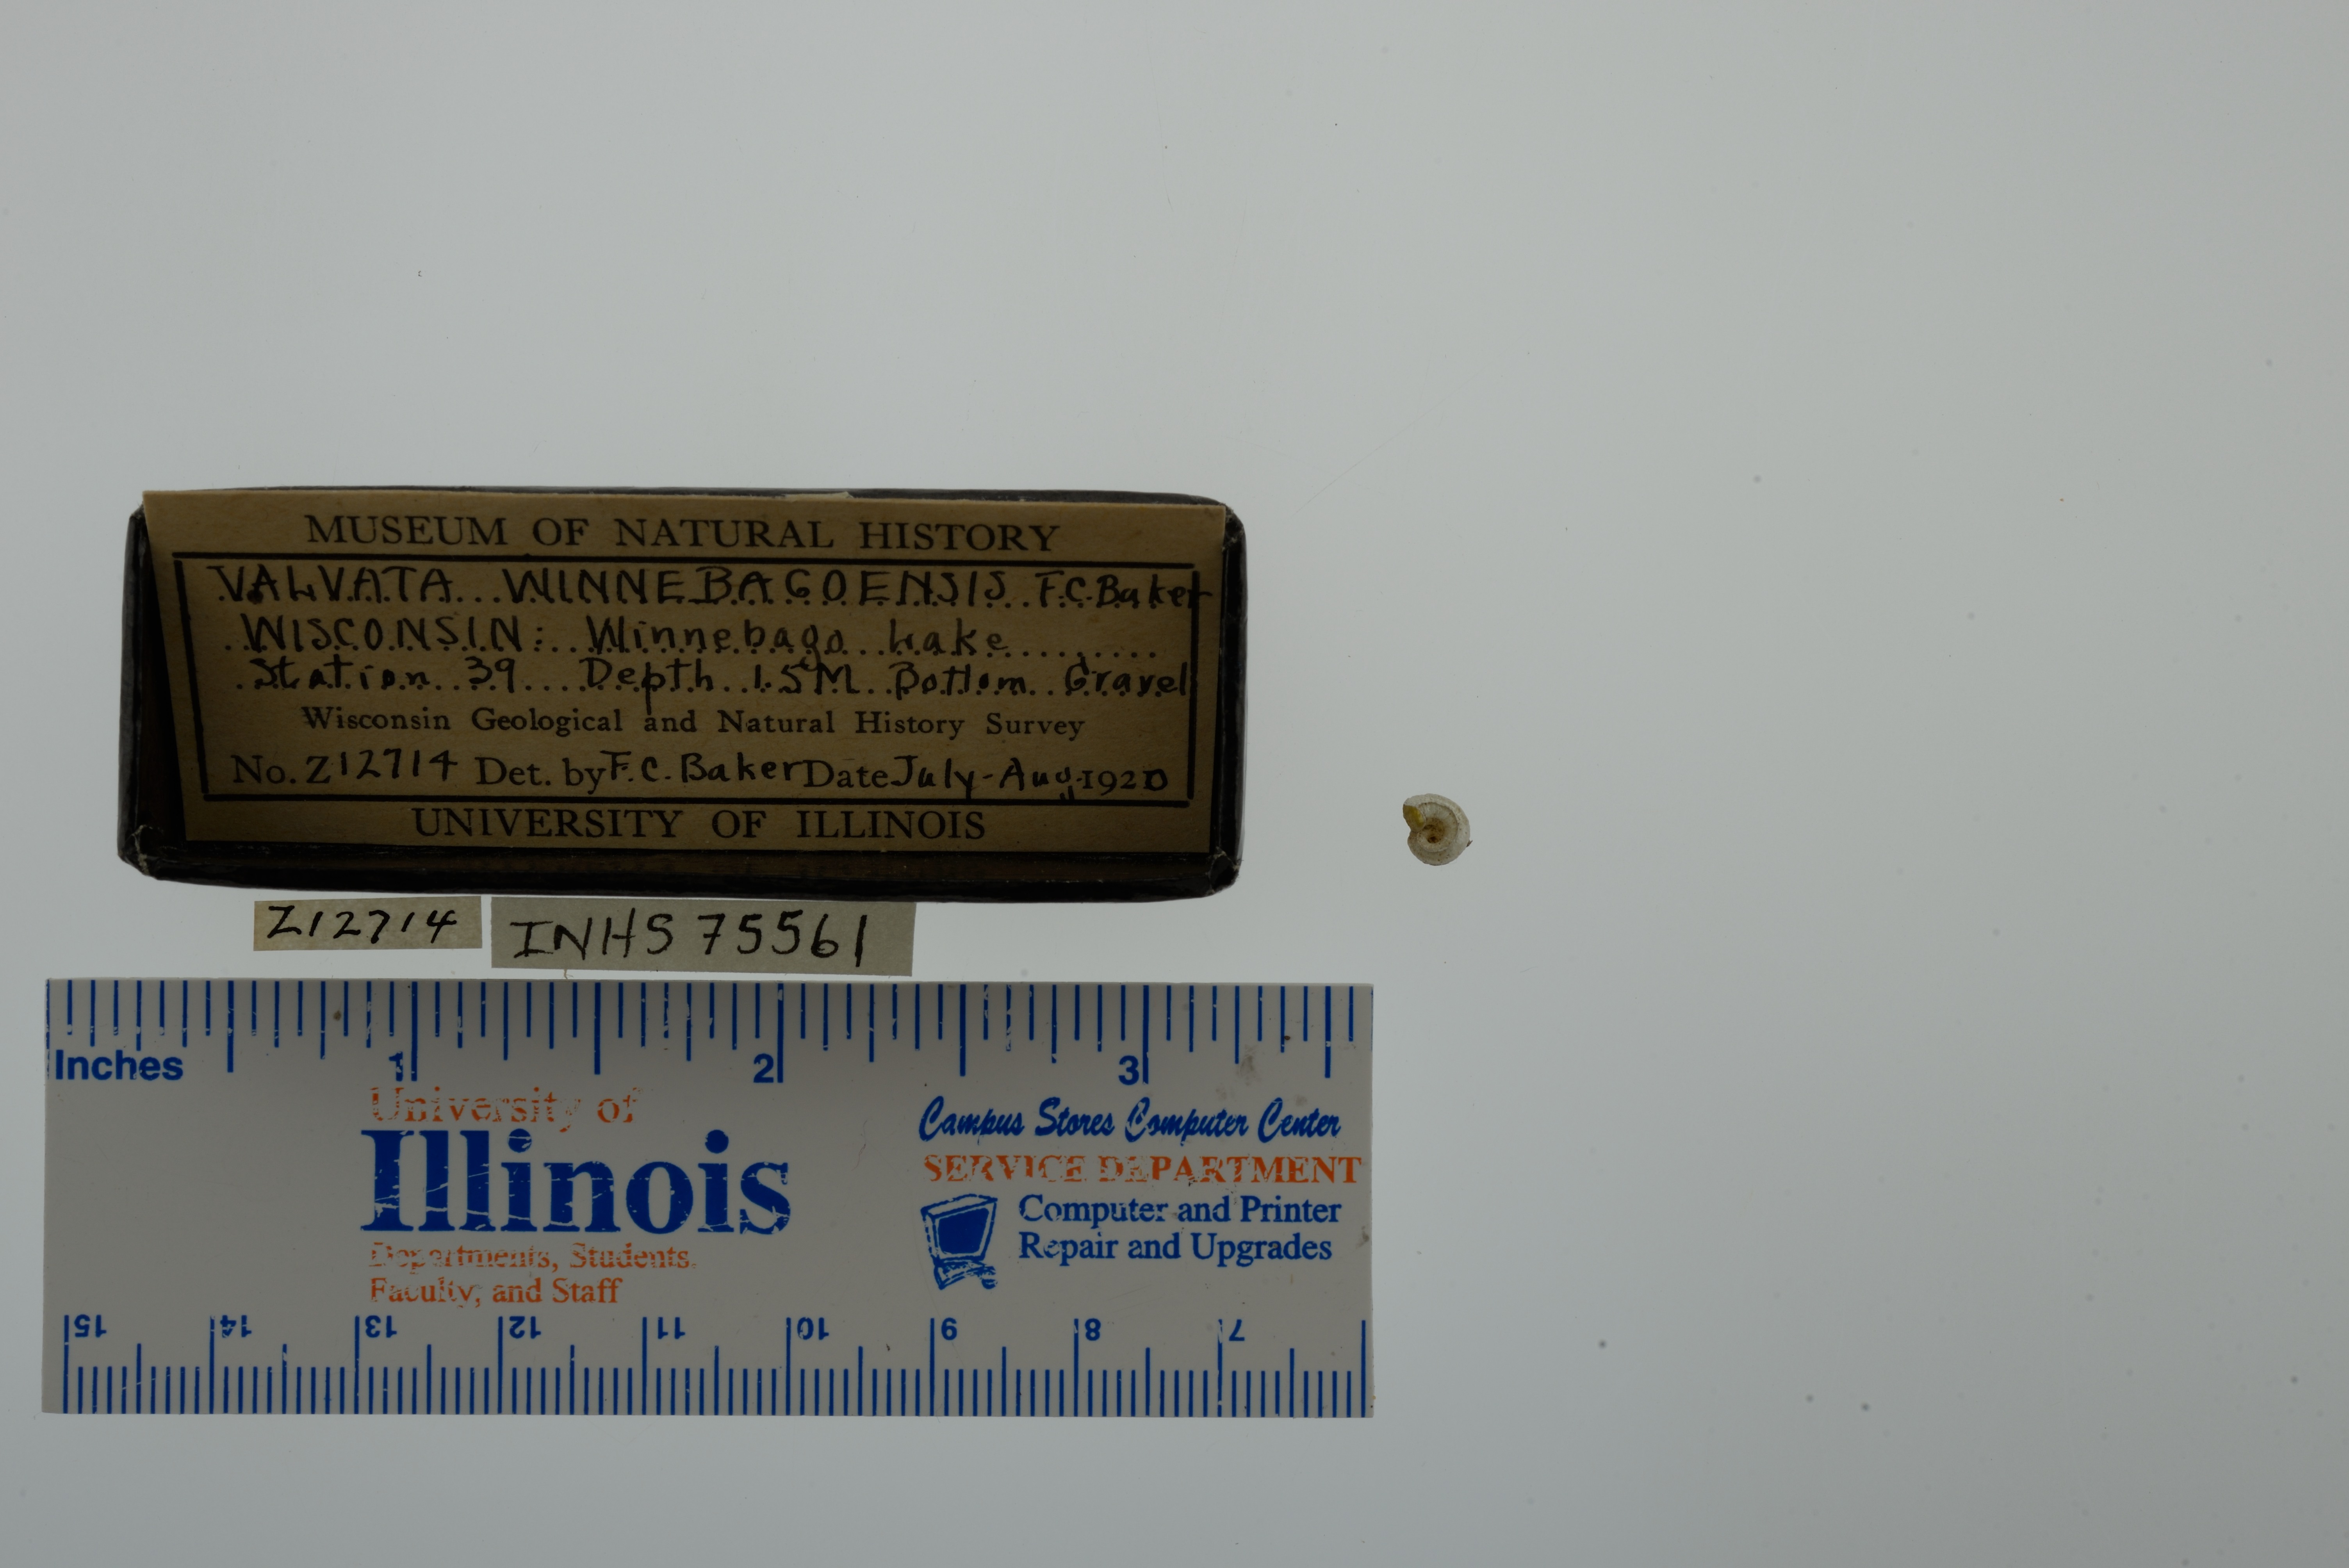 MUSEUM OF NATURAL HISTORY
VALVATA WINNEBAGOENSIS F.C.Baker
WISCONSIN: Winnebago Lake
Station 39 Depth 1.5M Bottom Gravel
Wisconsin Geological and Natural History Survey
No. Z12714 Det. by F.C. Baker Date July-Aug. 1920
UNIVERSITY OF ILLINOIS
Z12714
INHS 75561
Inches 1 2 3
University of
Illinois
Departments, Students,
Faculty, and Staff
Campus Stores Computer Center
SERVICE DEPARTMENT
Computer and Printer
Repair and Upgrades
15 14 13 12 11 10 9 8 7